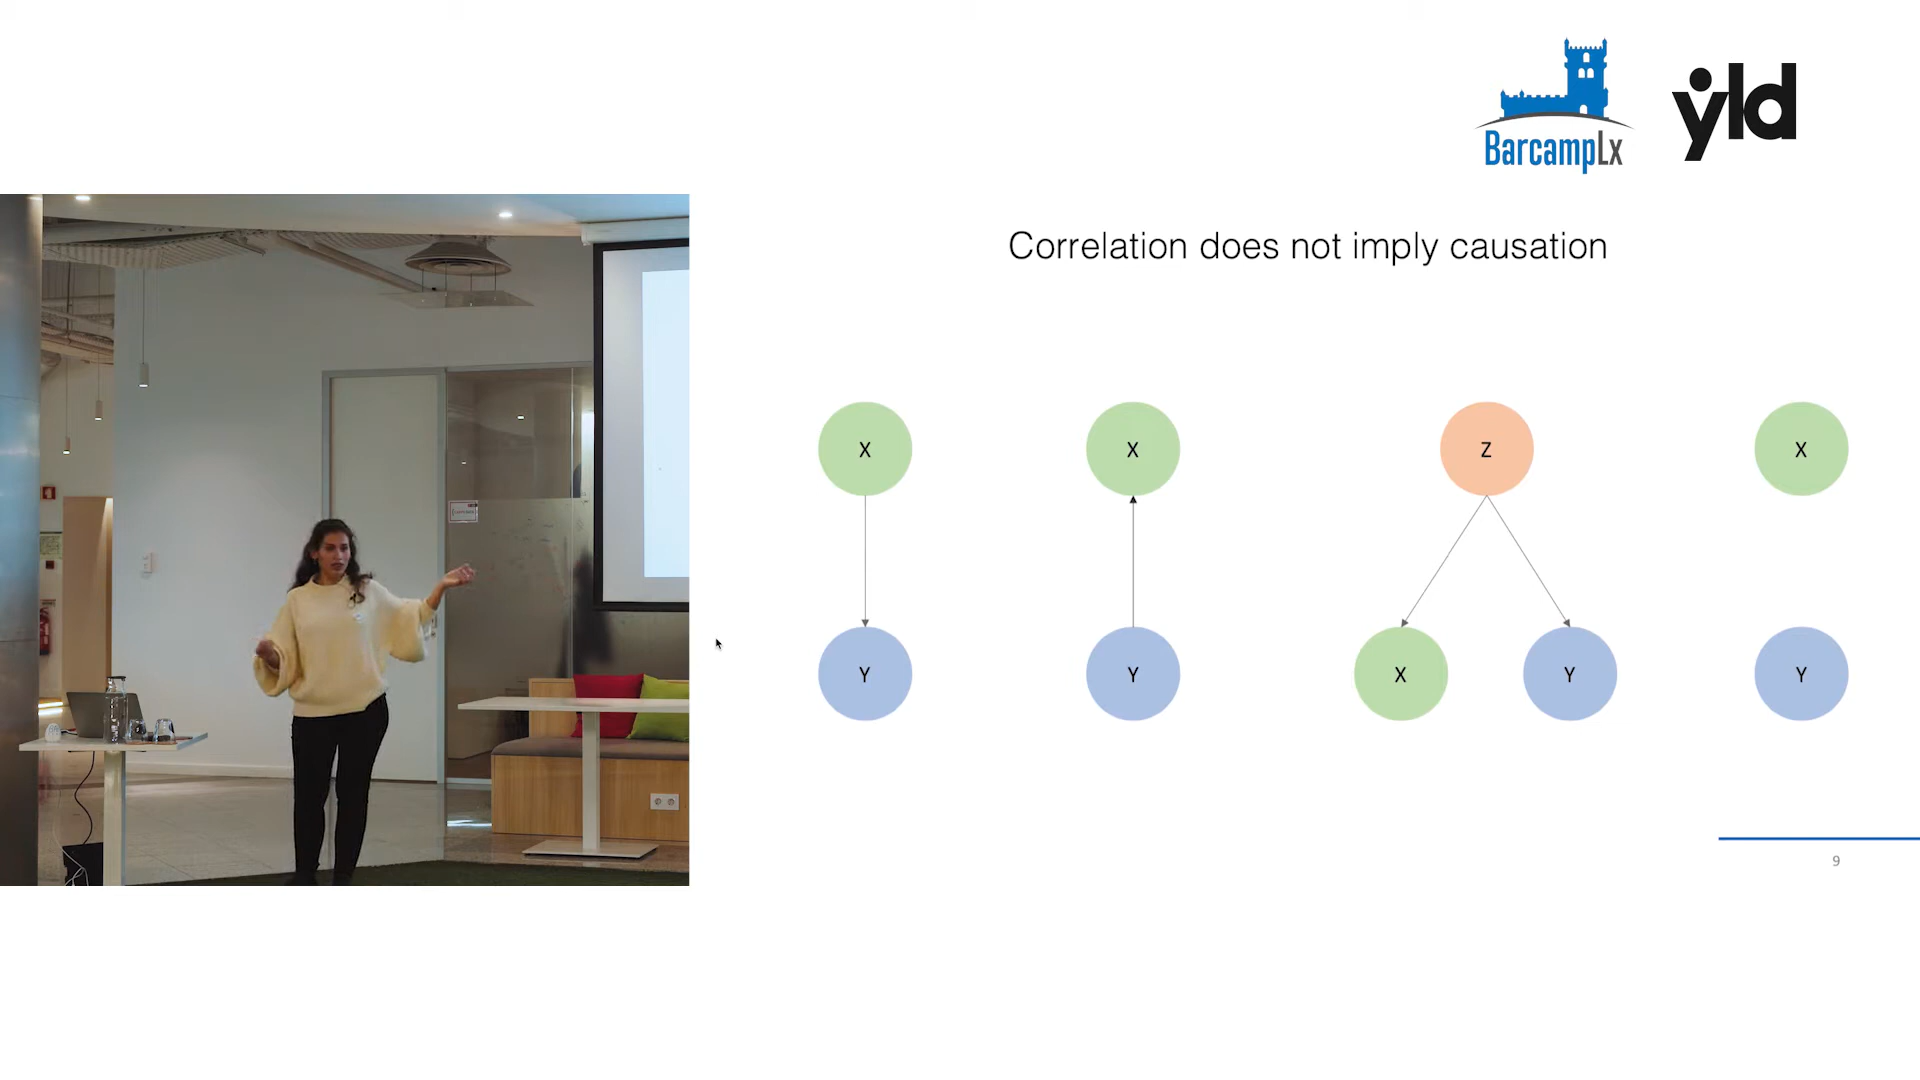 BarcampLx
yld
Correlation does not imply causation
X
X
Z
X
Y
Y
X
Y
Y
9